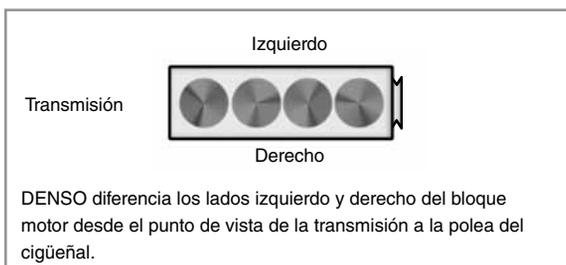 Izquierdo
Transmisión
Derecho
DENSO diferencia los lados izquierdo y derecho del bloque
motor desde el punto de vista de la transmisión a la polea del
cigüeñal.